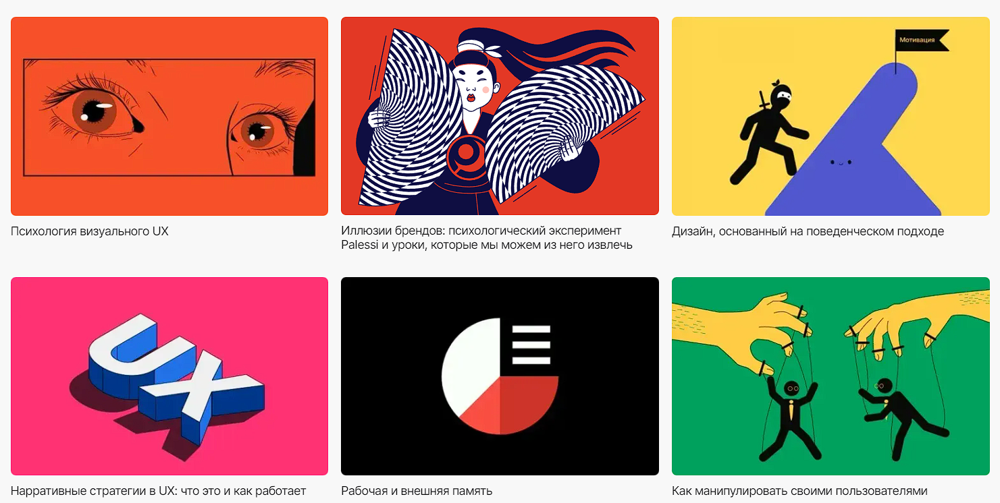 Мотивация
Психология визуального UX
Иллюзии брендов: психологический эксперимент
Palessi и уроки, которые мы можем из него извлечь
Дизайн, основанный на поведенческом подходе
UX
Нарративные стратегии в UX: что это и как работает
Рабочая и внешняя память
Как манипулировать своими пользователями